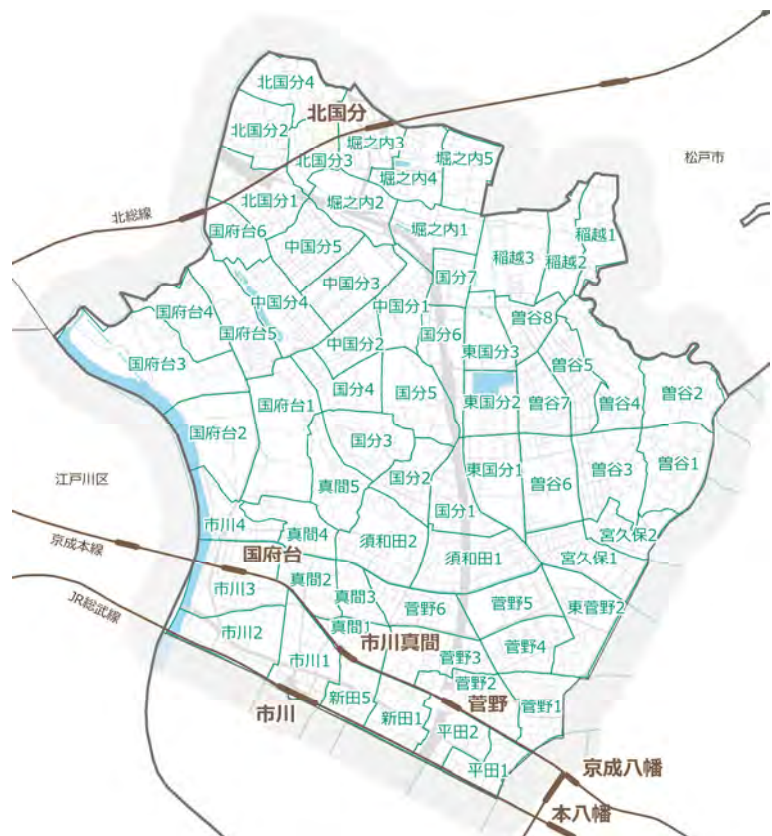 北国分4
北国分
北国分2
堀之内3
北国分3
堀之内5
松戸市
堀之内4
北国分1
堀之内2
北総線
国府台6
堀之内1
稲越1
中国分5
稲越3
稲越2
中国分3
国分7
中国分4
国府台4
中国分1
国府台5
国分6
曽谷8
中国分2
東国分3
国府台3
曽谷5
国分4
国分5
曽谷2
国府台1
東国分2
曽谷7
曽谷4
国府台2
国分3
東国分1
曽谷3
曽谷1
国分2
江戸川区
真間5
曽谷6
国分1
市川4
真間4
宮久保2
京成本線
国府台
須和田2
須和田1
宮久保1
市川3
真間2
JR総武線
真間3
菅野6
菅野5
東菅野2
市川2
真間1
市川真間
菅野4
市川1
菅野3
菅野2
市川
新田5
菅野
菅野1
新田1
平田2
平田1
京成八幡
本八幡